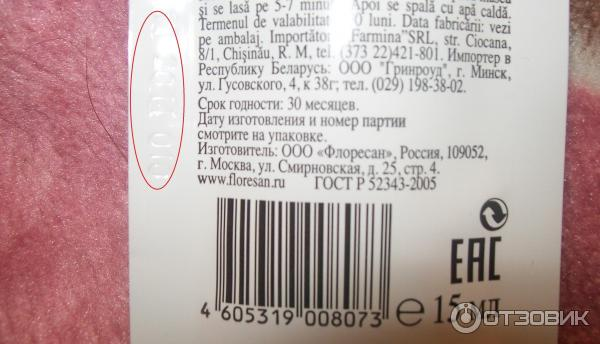 și se lasă pe 5-7 minute. Apoi se spală cu apă caldă.
Termenul de valabilitate 30 luni. Data fabricării: vezi
pe ambalaj. Importător „Farmina"SRL, str. Ciocana,
8/1, Chișinău, R. M, tel. (373 22)421-801. Импортер в
Республику Беларусь: ООО "Гринроуд", г. Минск,
ул. Гусовского, 4, к 38г; тел. (029) 198-38-02.
Срок годности: 30 месяцев.
Дату изготовления и номер партии
смотрите на упаковке.
Изготовитель: ООО «Флоресан», Россия, 109052,
г. Москва, ул. Смирновская, д. 25, стр. 4.
www.floresan.ru ГОСТ Р 52343-2005
EAC
4 605319 008073 e 15 мл
ОТЗОВИК